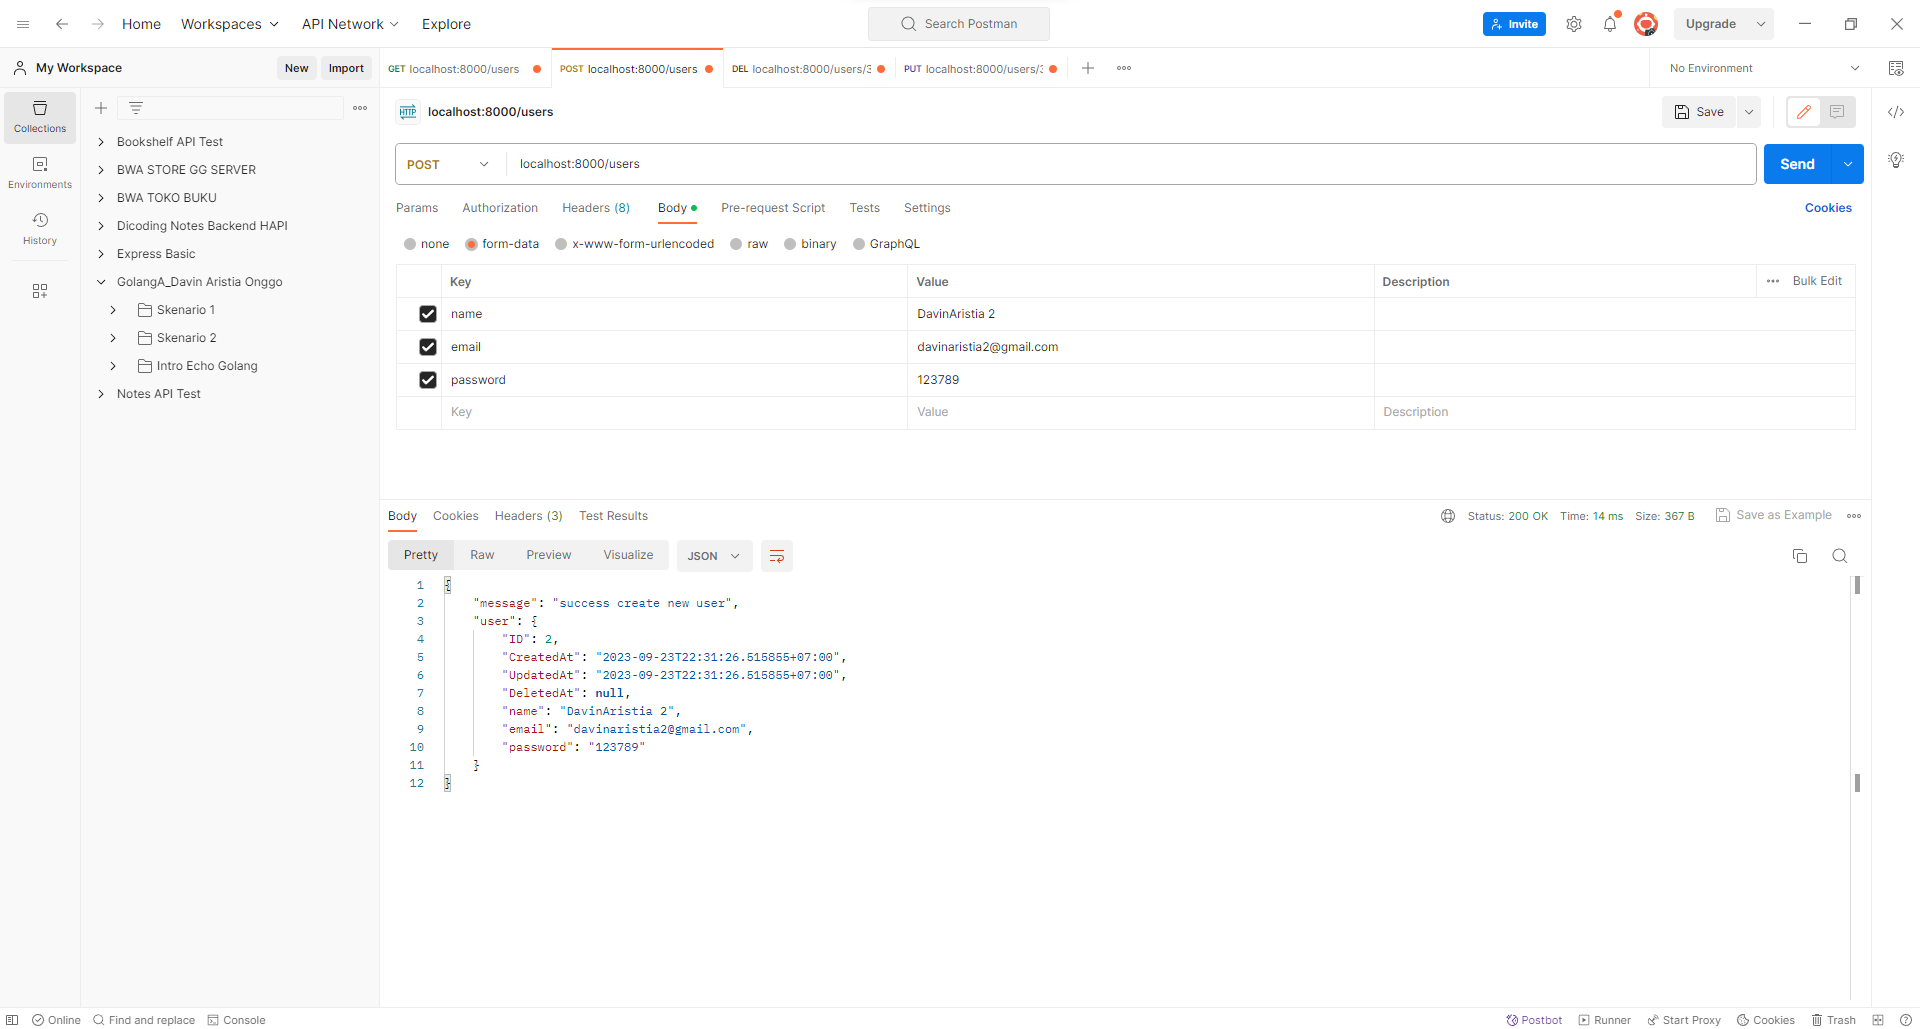 Home Workspaces API Network Explore Search Postman Invite Upgrade
My Workspace New Import GET localhost:8000/users POST localhost:8000/users DEL localhost:8000/users/3 PUT localhost:8000/users/3 No Environment
HTTP localhost:8000/users Save
Collections
Environments
History
Bookshelf API Test
BWA STORE GG SERVER
BWA TOKO BUKU
Dicoding Notes Backend HAPI
Express Basic
GolangA_Davin Aristia Onggo
Skenario 1
Skenario 2
Intro Echo Golang
Notes API Test
POST localhost:8000/users Send
Params Authorization Headers (8) Body Pre-request Script Tests Settings Cookies
none form-data x-www-form-urlencoded raw binary GraphQL
Key Value Description Bulk Edit
name DavinAristia 2
email davinaristia2@gmail.com
password 123789
Key Value Description
Body Cookies Headers (3) Test Results Status: 200 OK Time: 14 ms Size: 367 B Save as Example
Pretty Raw Preview Visualize JSON
1 {
2 "message": "success create new user",
3 "user": {
4 "ID": 2,
5 "CreatedAt": "2023-09-23T22:31:26.515855+07:00",
6 "UpdatedAt": "2023-09-23T22:31:26.515855+07:00",
7 "DeletedAt": null,
8 "name": "DavinAristia 2",
9 "email": "davinaristia2@gmail.com",
10 "password": "123789"
11 }
12 }
Online Find and replace Console Postbot Runner Start Proxy Cookies Trash